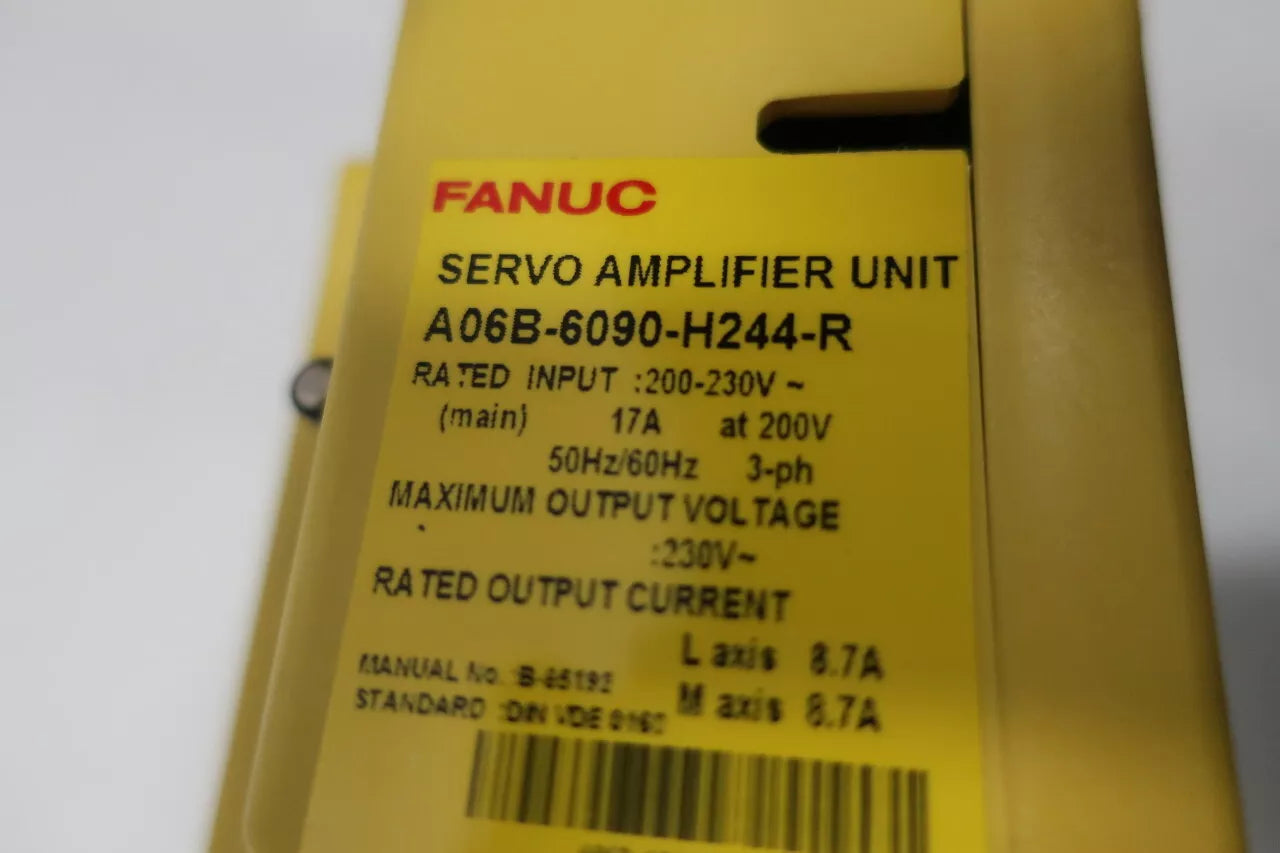 FANUC
SERVO AMPLIFIER UNIT
A06B-6090-H244-R
RATED INPUT :200-230V ~
(main) 17A at 200V
50Hz/60Hz 3-ph
MAXIMUM OUTPUT VOLTAGE
:230V~
RATED OUTPUT CURRENT
L axis 8.7A
M axis 8.7A
MANUAL No. :
STANDARD :DIN VDE 0160